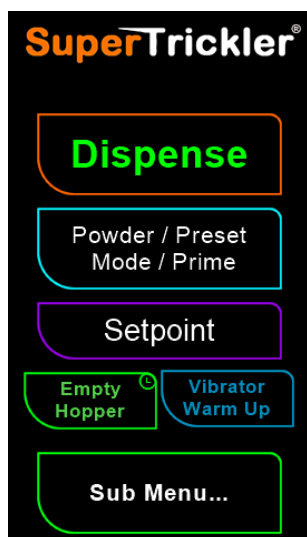 SuperTrickler®
Dispense
Powder / Preset
Mode / Prime
Setpoint
Empty
Hopper
Vibrator
Warm Up
Sub Menu...